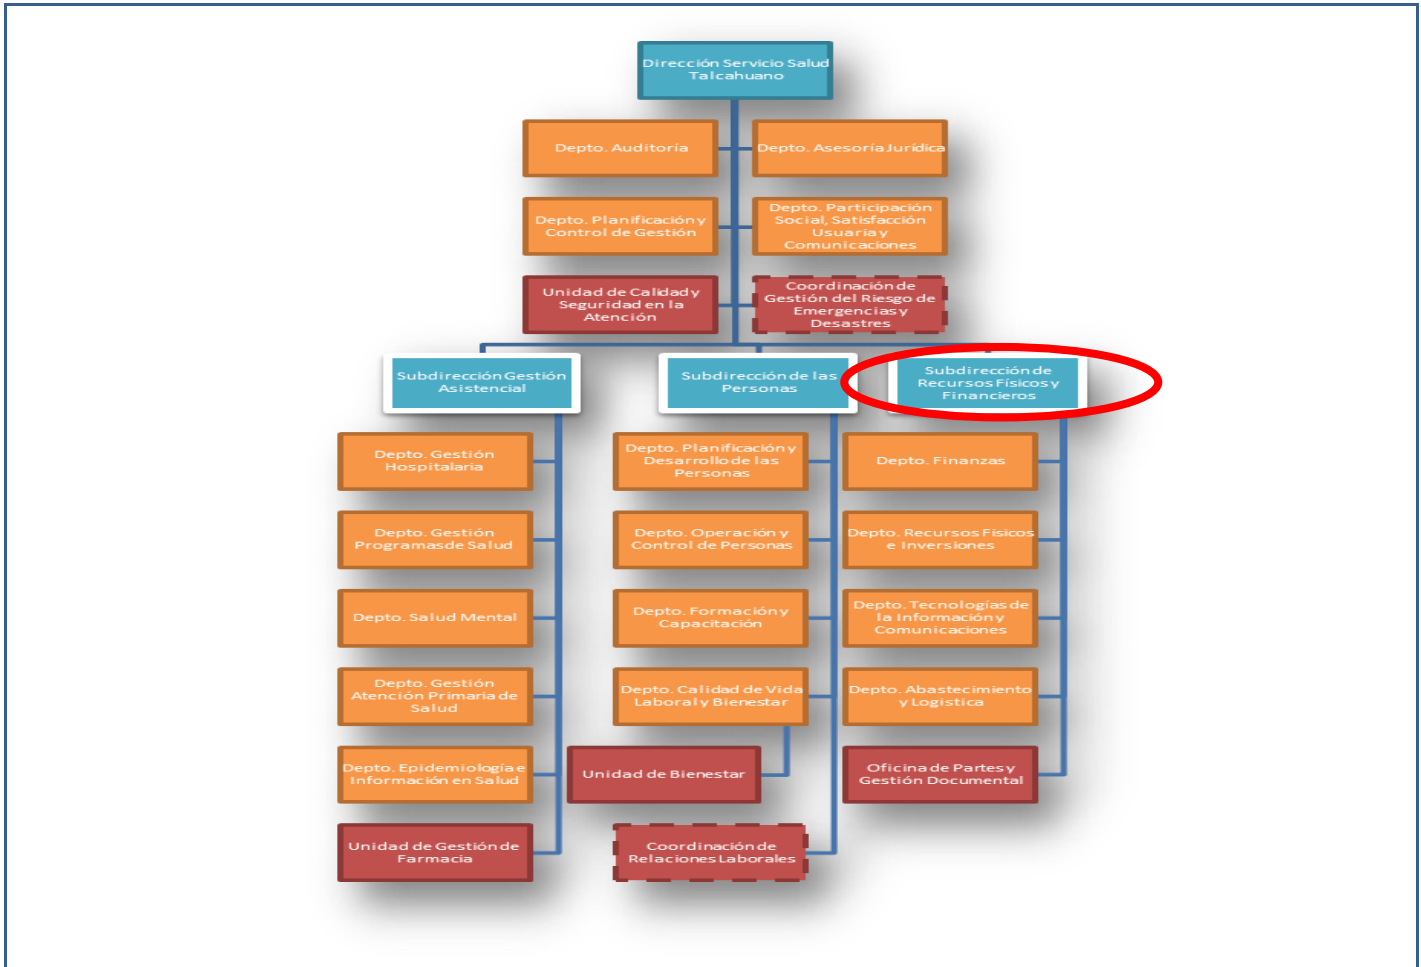 Dirección Servicio Salud
Talcahuano
Depto. Auditoría
Depto. Asesoría Jurídica
Depto. Planificación y
Control de Gestión
Depto. Participación
Social, Satisfacción
Usuaria y
Comunicaciones
Unidad de Calidad y
Seguridad en la
Atención
Coordinación de
Gestión del Riesgo de
Emergencias y
Desastres
Subdirección Gestión
Asistencial
Subdirección de las
Personas
Subdirección de
Recursos Físicos y
Financieros
Depto. Gestión
Hospitalaria
Depto. Gestión
Programas de Salud
Depto. Salud Mental
Depto. Gestión
Atención Primaria de
Salud
Depto. Epidemiología e
Información en Salud
Unidad de Gestión de
Farmacia
Depto. Planificación y
Desarrollo de las
Personas
Depto. Operación y
Control de Personas
Depto. Formación y
Capacitación
Depto. Calidad de Vida
Laboral y Bienestar
Unidad de Bienestar
Coordinación de
Relaciones Laborales
Depto. Finanzas
Depto. Recursos Físicos
e Inversiones
Depto. Tecnologías de
la Información y
Comunicaciones
Depto. Abastecimiento
y Logistica
Oficina de Partes y
Gestión Documental